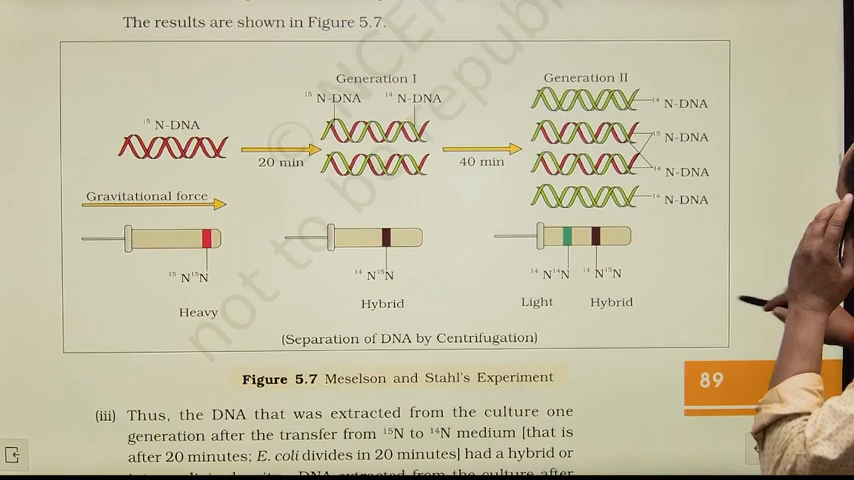 The results are shown in Figure 5.7.
Generation I
Generation II
¹⁵ N-DNA ¹⁴ N-DNA
¹⁴ N-DNA
¹⁵ N-DNA
¹⁵ N-DNA
20 min
40 min
¹⁴ N-DNA
¹⁴ N-DNA
Gravitational force
¹⁵ N¹⁵N
¹⁴ N¹⁵N
¹⁴ N¹⁴N ¹⁴ N¹⁵N
Heavy
Hybrid
Light Hybrid
(Separation of DNA by Centrifugation)
Figure 5.7 Meselson and Stahl's Experiment
89
(iii) Thus, the DNA that was extracted from the culture one
generation after the transfer from ¹⁵N to ¹⁴N medium [that is
after 20 minutes; E. coli divides in 20 minutes] had a hybrid or
not to be republ